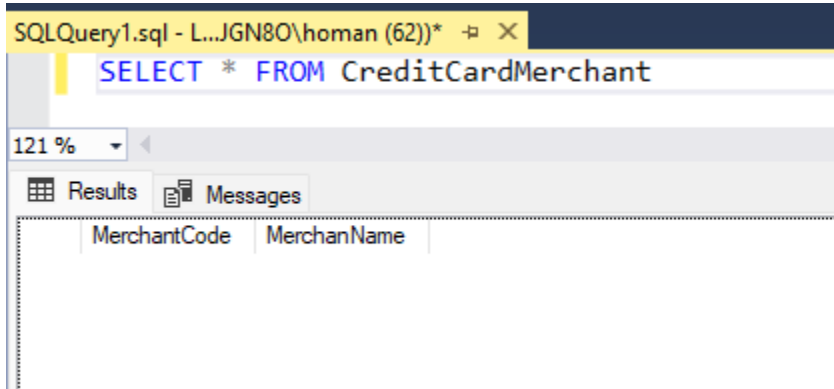 SQLQuery1.sql - L...JGN8O\homan (62))*
SELECT * FROM CreditCardMerchant
121 %
Results Messages
MerchantCode MerchanName